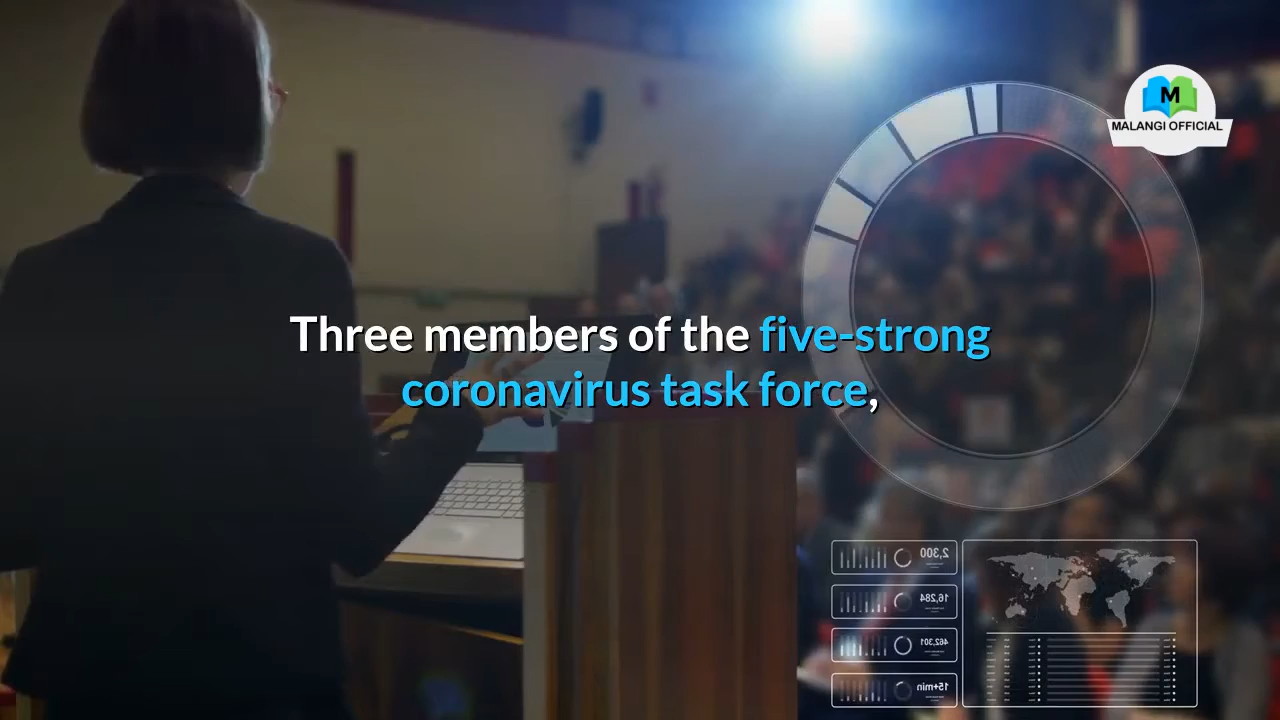 M
MALANGI OFFICIAL
Three members of the five-strong
coronavirus task force,
2,300
16,284
462,301
15+min